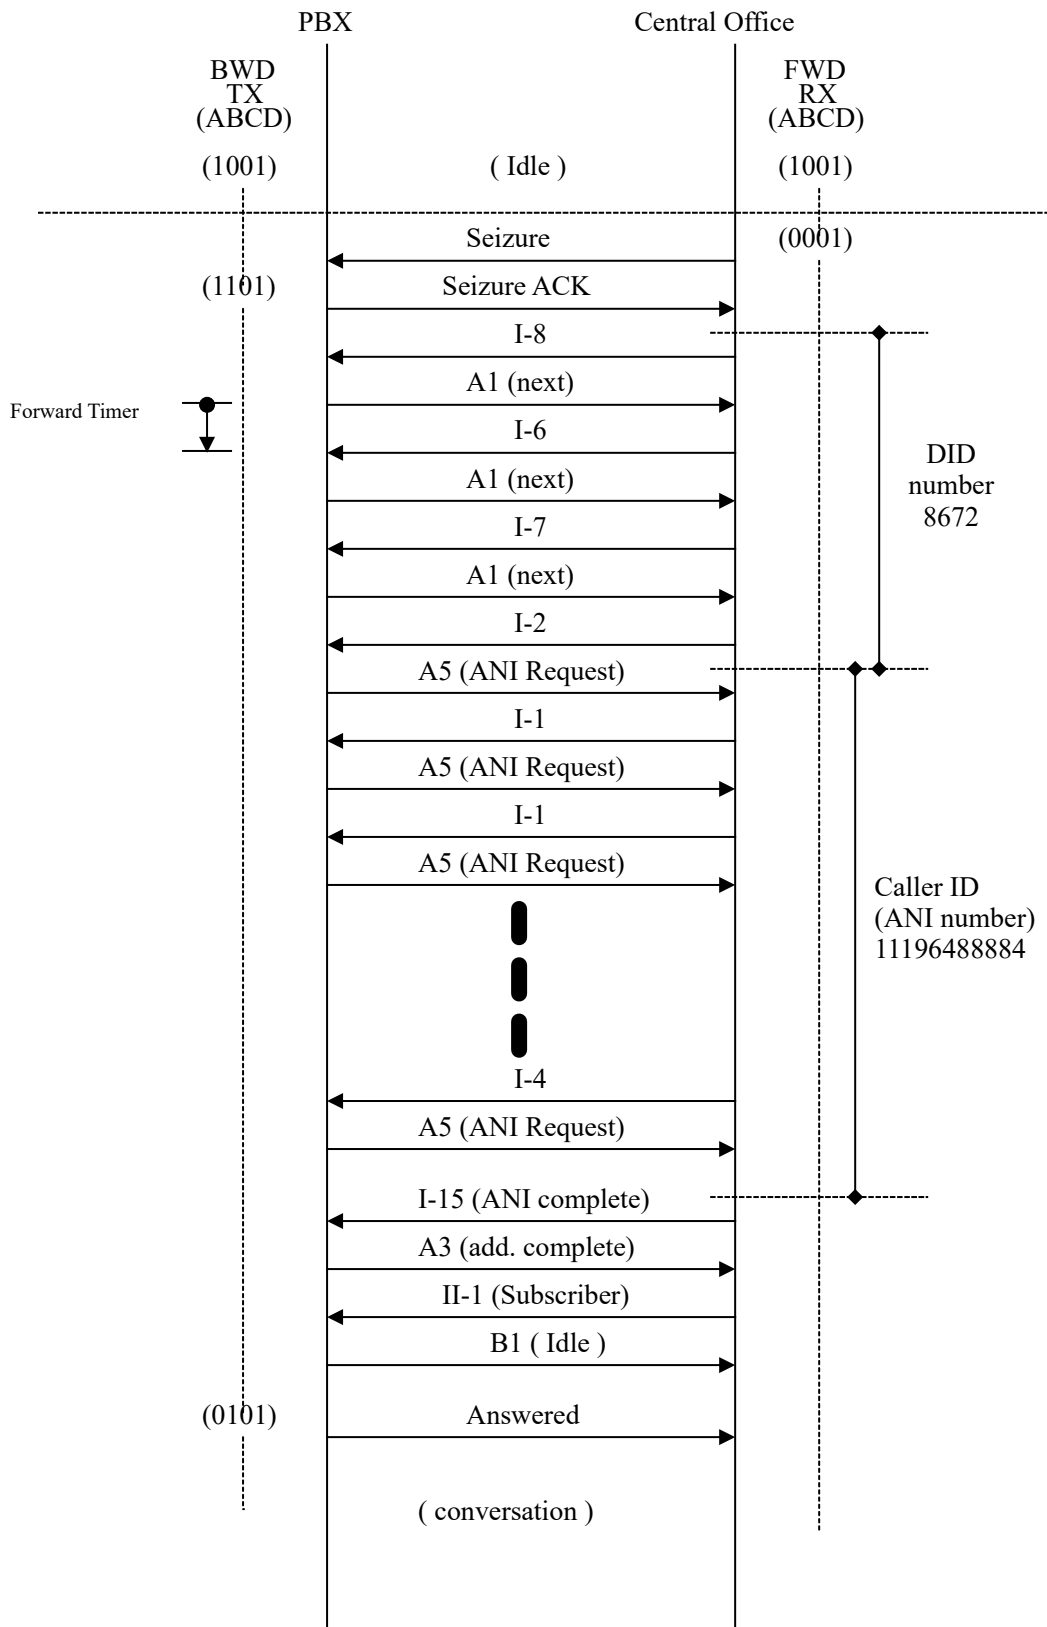 PBX
Central Office
BWD
TX
(ABCD)
FWD
RX
(ABCD)
(1001)
( Idle )
(1001)
Seizure
(0001)
(1101)
Seizure ACK
I-8
A1 (next)
Forward Timer
I-6
A1 (next)
DID
number
8672
I-7
A1 (next)
I-2
A5 (ANI Request)
I-1
A5 (ANI Request)
I-1
A5 (ANI Request)
Caller ID
(ANI number)
11196488884
I-4
A5 (ANI Request)
I-15 (ANI complete)
A3 (add. complete)
II-1 (Subscriber)
B1 ( Idle )
(0101)
Answered
( conversation )